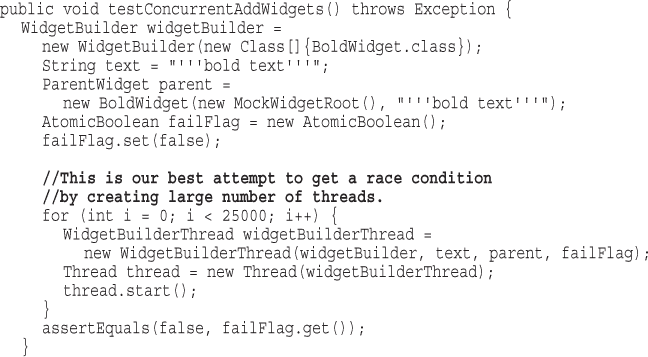 public void testConcurrentAddWidgets() throws Exception {
  WidgetBuilder widgetBuilder =
    new WidgetBuilder(new Class[]{BoldWidget.class});
    String text = "'''bold text'''";
    ParentWidget parent =
      new BoldWidget(new MockWidgetRoot(), "'''bold text'''");
    AtomicBoolean failFlag = new AtomicBoolean();
    failFlag.set(false);

    //This is our best attempt to get a race condition
    //by creating large number of threads.
    for (int i = 0; i < 25000; i++) {
      WidgetBuilderThread widgetBuilderThread =
        new WidgetBuilderThread(widgetBuilder, text, parent, failFlag);
      Thread thread = new Thread(widgetBuilderThread);
      thread.start();
    }
    assertEquals(false, failFlag.get());
  }